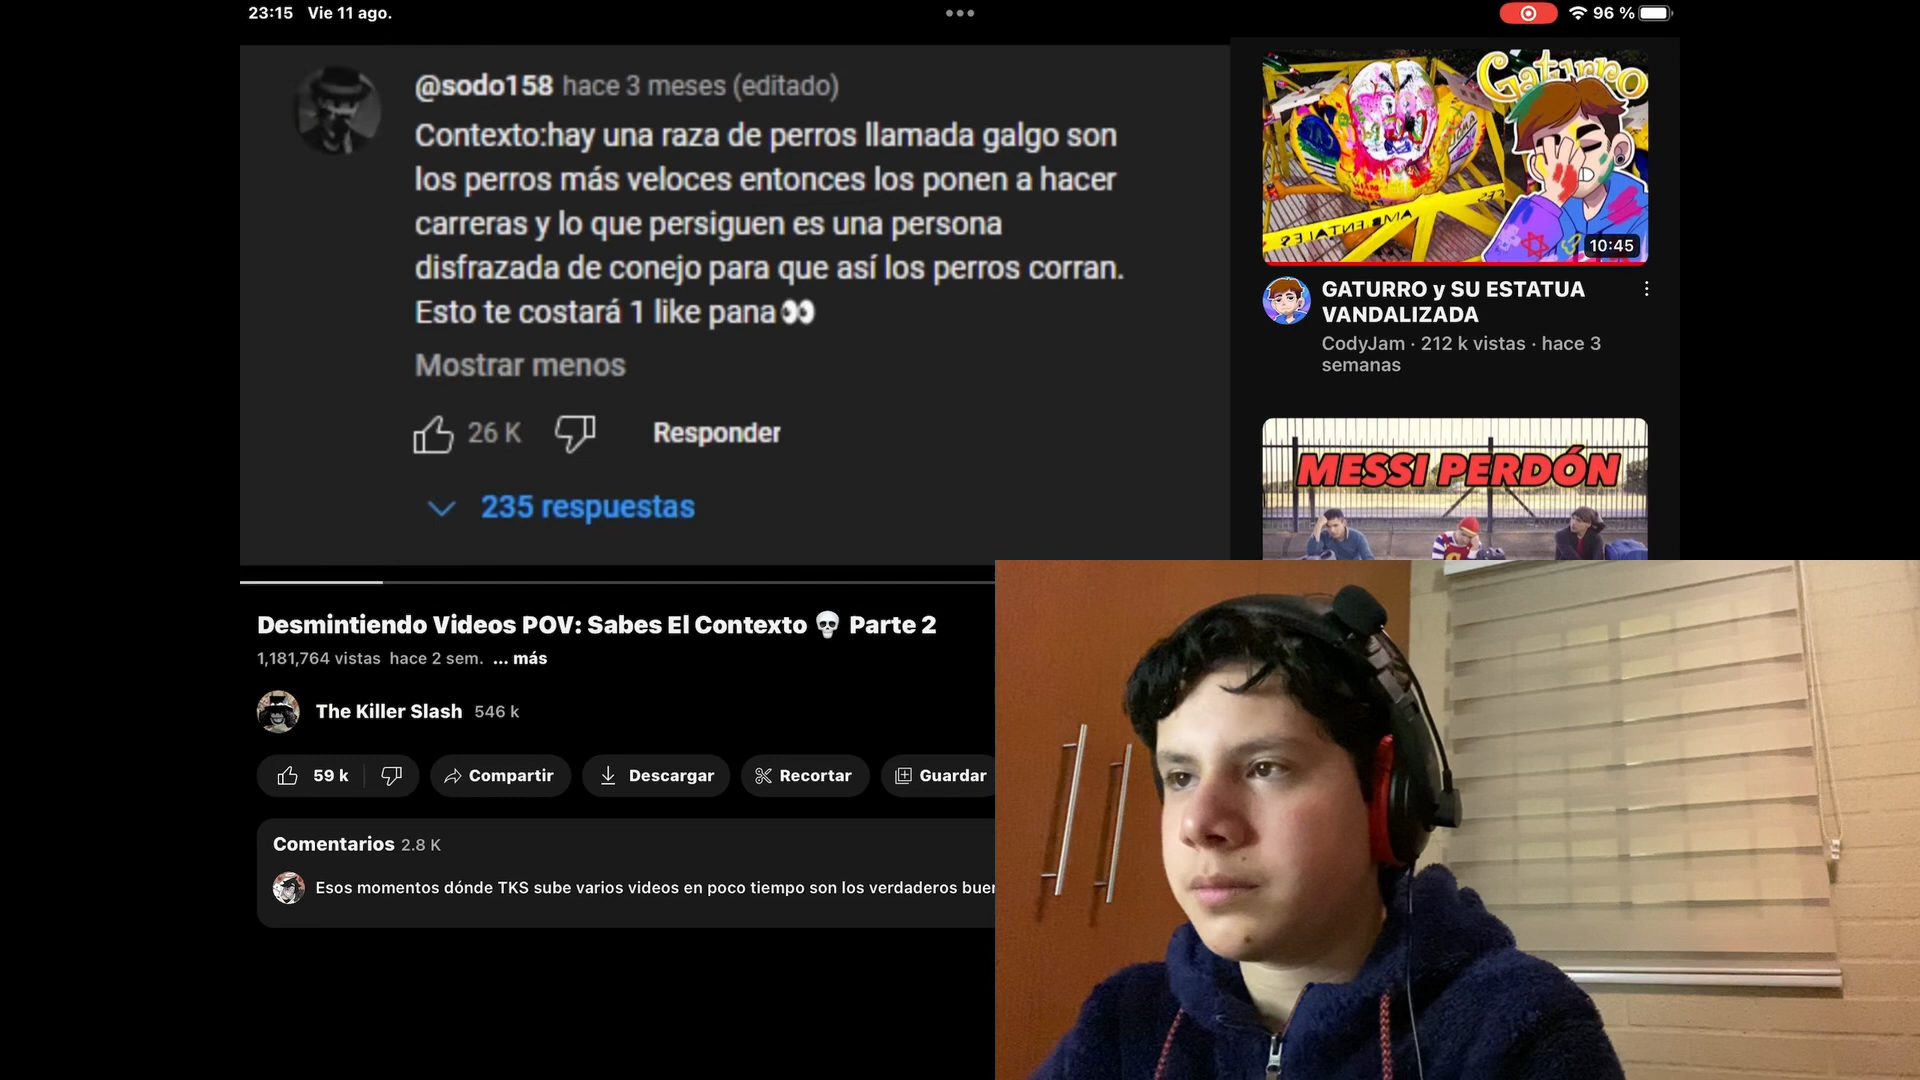 23:15 Vie 11 ago.
96 %
@sodo158 hace 3 meses (editado)
Contexto:hay una raza de perros llamada galgo son
los perros más veloces entonces los ponen a hacer
carreras y lo que persiguen es una persona
disfrazada de conejo para que así los perros corran.
Esto te costará 1 like pana👀
Mostrar menos
26 K
Responder
235 respuestas
Desmintiendo Videos POV: Sabes El Contexto 💀 Parte 2
1,181,764 vistas hace 2 sem. ... más
The Killer Slash 546 k
59 k
Compartir
Descargar
Recortar
Guardar
Comentarios 2.8 K
Esos momentos dónde TKS sube varios videos en poco tiempo son los verdaderos buer
Gaturro
10:45
GATURRO y SU ESTATUA
VANDALIZADA
CodyJam · 212 k vistas · hace 3
semanas
MESSI PERDÓN